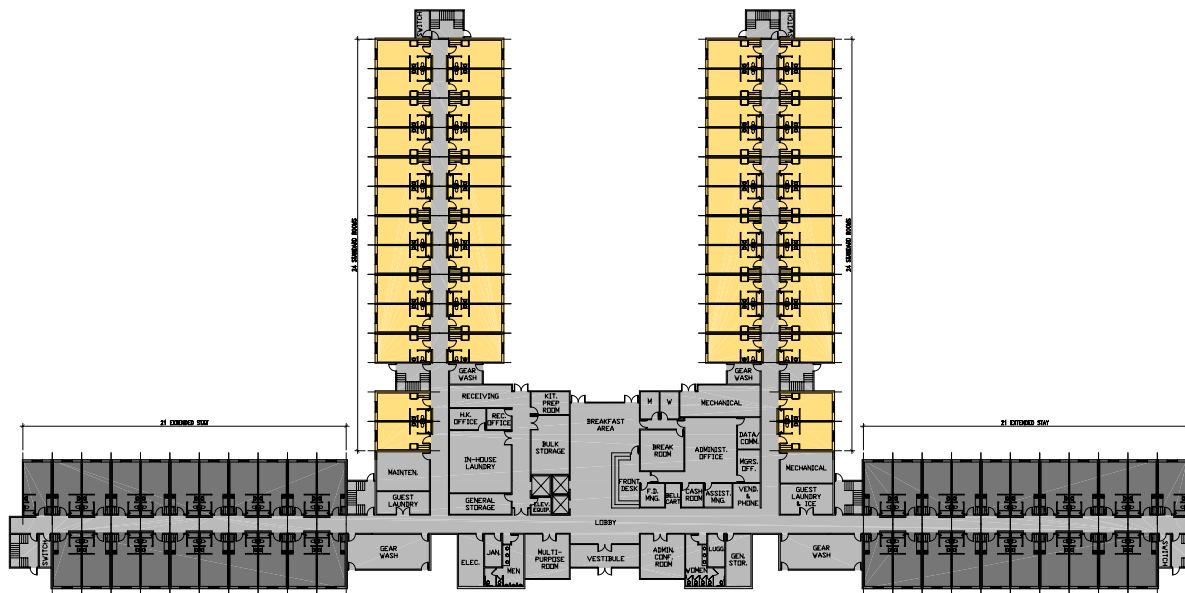 SWITCH
SWITCH
24 STANDARD ROOMS
24 STANDARD ROOMS
GEAR
WASH
GEAR
WASH
RECEIVING
KIT.
PREP
ROOM
M
W
MECHANICAL
H.K.
OFFICE
REC.
OFFICE
BREAKFAST
AREA
21 EXTENDED STAY
21 EXTENDED STAY
BULK
STORAGE
BREAK
ROOM
ADMINIST.
OFFICE
DATA/
COMM.
IN-HOUSE
LAUNDRY
MAINTEN.
MGRS.
OFF.
MECHANICAL
FRONT
DESK
GUEST
LAUNDRY
GENERAL
STORAGE
ELEV.
EQUIP.
F.D.
MNG.
BELL
CART
CASH
ROOM
ASSIST.
MNG.
VEND.
&
PHONE
GUEST
LAUNDRY
& ICE
LOBBY
SWITCH
GEAR
WASH
ELEC.
JAN.
MEN
MULTI-
PURPOSE
ROOM
VESTIBULE
ADMIN.
CONF.
ROOM
WOMEN
LUGG.
GEN.
STOR.
GEAR
WASH
SWITCH